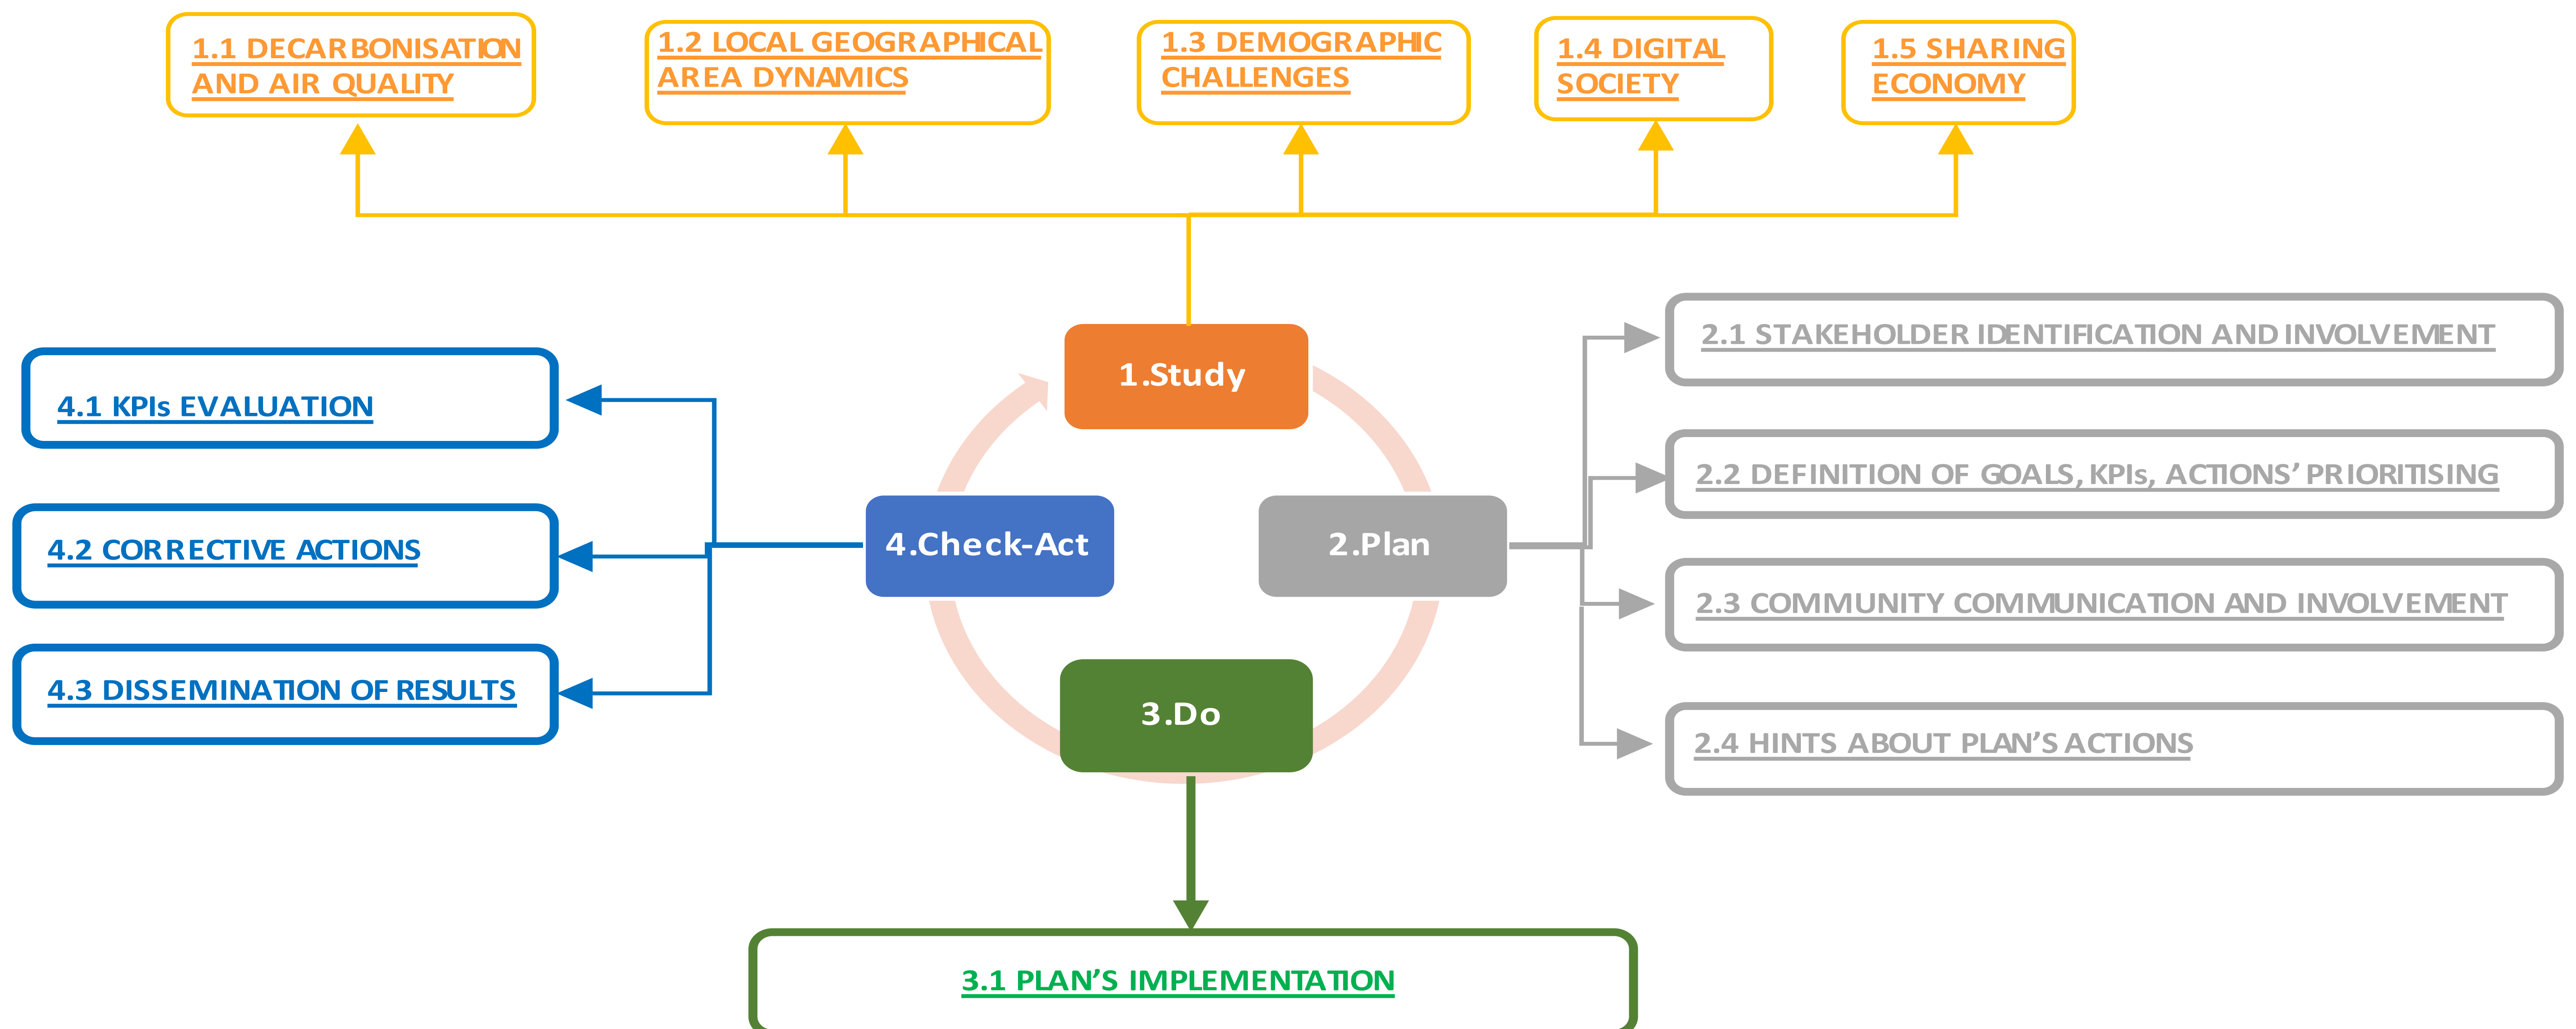 1.1 DECARBONISATION
AND AIR QUALITY
1.2 LOCAL GEOGRAPHICAL
AREA DYNAMICS
1.3 DEMOGRAPHIC
CHALLENGES
1.4 DIGITAL
SOCIETY
1.5 SHARING
ECONOMY
1.Study
2.1 STAKEHOLDER IDENTIFICATION AND INVOLVEMENT
2.2 DEFINITION OF GOALS, KPIs, ACTIONS’ PRIORITISING
2.3 COMMUNITY COMMUNICATION AND INVOLVEMENT
2.4 HINTS ABOUT PLAN’S ACTIONS
2.Plan
4.1 KPIs EVALUATION
4.2 CORRECTIVE ACTIONS
4.3 DISSEMINATION OF RESULTS
4.Check-Act
3.Do
3.1 PLAN’S IMPLEMENTATION